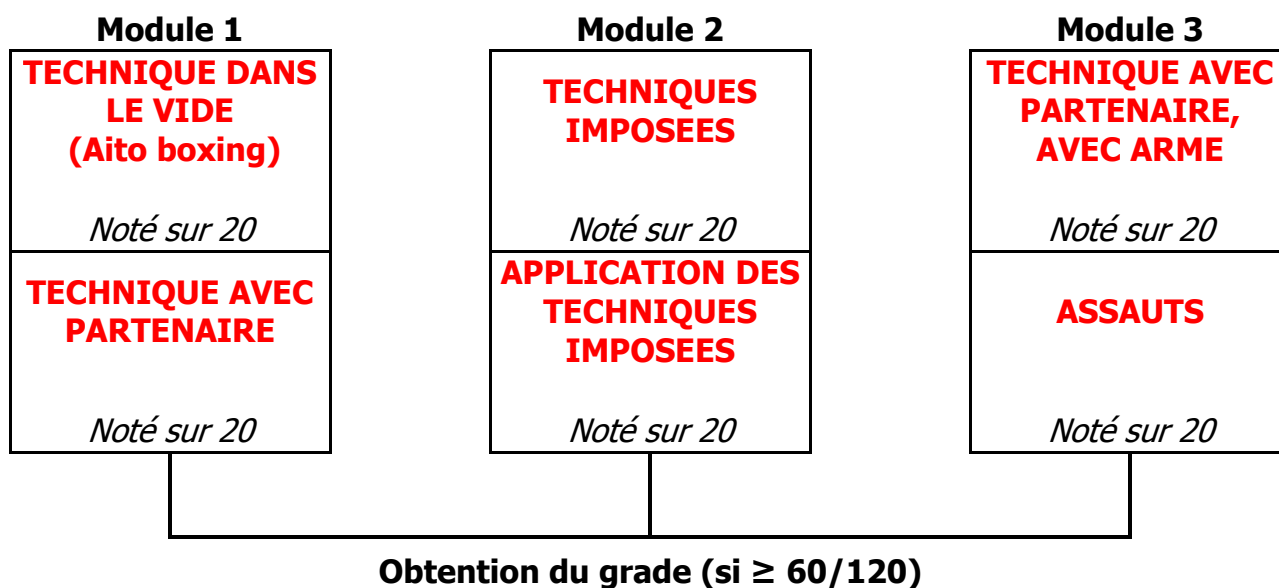 Module 1
TECHNIQUE DANS
LE VIDE
(Aito boxing)
Noté sur 20
TECHNIQUE AVEC
PARTENAIRE
Noté sur 20
Module 2
TECHNIQUES
IMPOSEES
Noté sur 20
APPLICATION DES
TECHNIQUES
IMPOSEES
Noté sur 20
Module 3
TECHNIQUE AVEC
PARTENAIRE,
AVEC ARME
Noté sur 20
ASSAUTS
Noté sur 20
Obtention du grade (si ≥ 60/120)